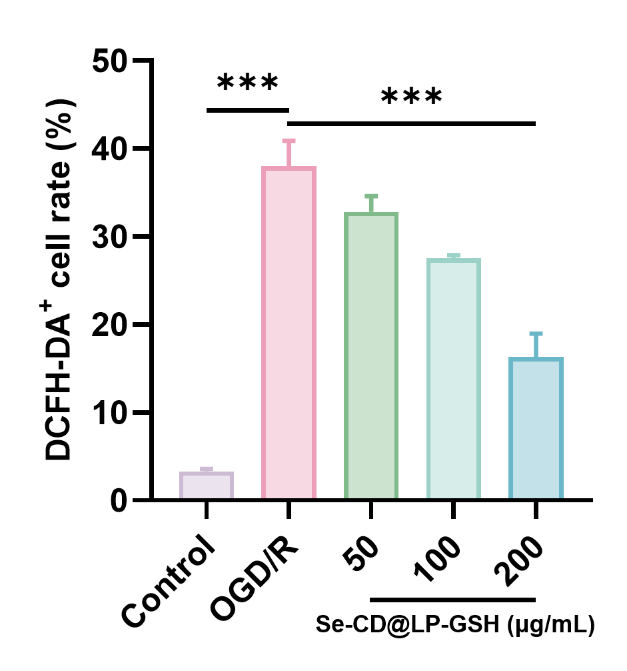 50
40
30
20
10
0
DCFH-DA⁺ cell rate (%)
***
***
Control
OGD/R
50
100
200
Se-CD@LP-GSH (μg/mL)